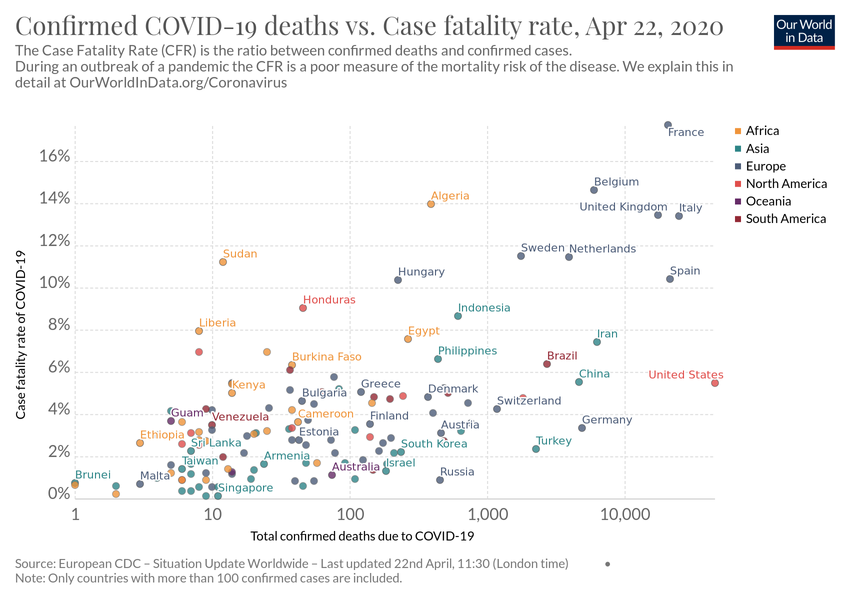 Confirmed COVID-19 deaths vs. Case fatality rate, Apr 22, 2020
Our World
in Data
The Case Fatality Rate (CFR) is the ratio between confirmed deaths and confirmed cases.
During an outbreak of a pandemic the CFR is a poor measure of the mortality risk of the disease. We explain this in
detail at OurWorldInData.org/Coronavirus
Case fatality rate of COVID-19
16%
14%
12%
10%
8%
6%
4%
2%
0%
France
Belgium
Algeria
United Kingdom
Italy
Sweden
Netherlands
Sudan
Hungary
Spain
Honduras
Indonesia
Liberia
Egypt
Iran
Burkina Faso
Philippines
Brazil
China
United States
Kenya
Bulgaria
Greece
Denmark
Switzerland
Guam
Venezuela
Cameroon
Finland
Austria
Germany
Ethiopia
Sri Lanka
Estonia
South Korea
Turkey
Taiwan
Armenia
Australia
Israel
Brunei
Malta
Singapore
Russia
1
10
100
1,000
10,000
Total confirmed deaths due to COVID-19
Africa
Asia
Europe
North America
Oceania
South America
Source: European CDC – Situation Update Worldwide – Last updated 22nd April, 11:30 (London time)
Note: Only countries with more than 100 confirmed cases are included.